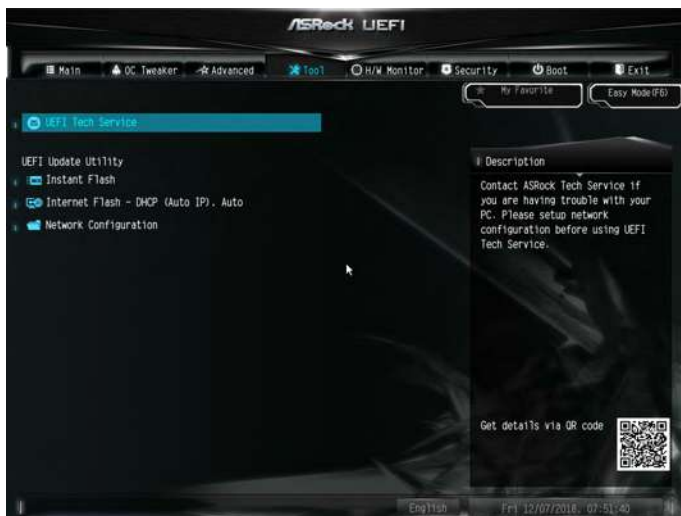 ASRock UEFI
Main OC Tweaker Advanced Tool H/W Monitor Security Boot Exit
My Favorite Easy Mode(F6)
UEFI Tech Service
UEFI Update Utility
Instant Flash
Internet Flash - DHCP (Auto IP), Auto
Network Configuration
Description
Contact ASRock Tech Service if
you are having trouble with your
PC. Please setup network
configuration before using UEFI
Tech Service.
Get details via QR code
English Fri 12/07/2018, 07:51:40